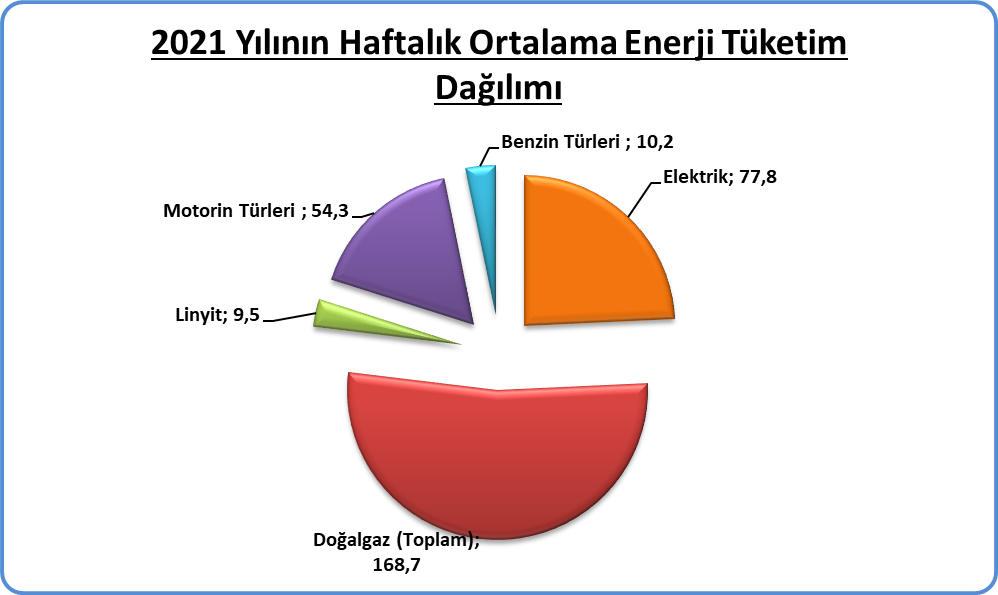 2021 Yılının Haftalık Ortalama Enerji Tüketim
Dağılımı
Benzin Türleri ; 10,2
Elektrik; 77,8
Motorin Türleri ; 54,3
Linyit; 9,5
Doğalgaz (Toplam);
168,7